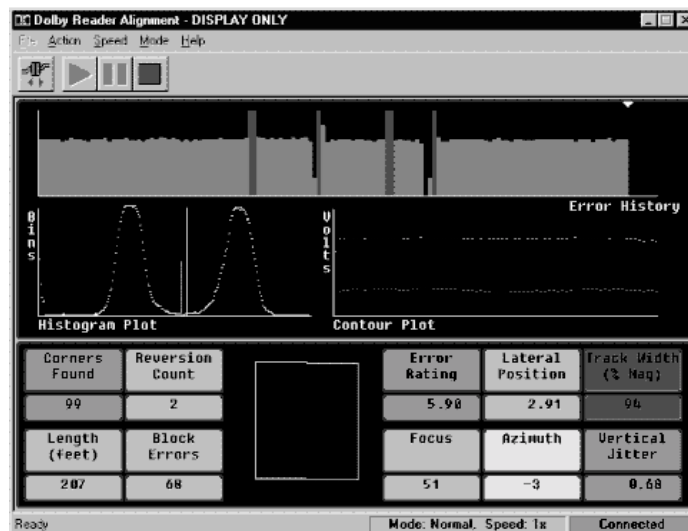 Dolby Reader Alignment - DISPLAY ONLY
File Action Speed Mode Help
Error History
Bins
Volts
Histogram Plot
Contour Plot
Corners Found
99
Reversion Count
2
Error Rating
5.90
Lateral Position
2.91
Track Width (% Mag)
94
Length (feet)
207
Block Errors
68
Focus
51
Azimuth
-3
Vertical Jitter
0.68
Ready
Mode: Normal, Speed: 1x
Connected